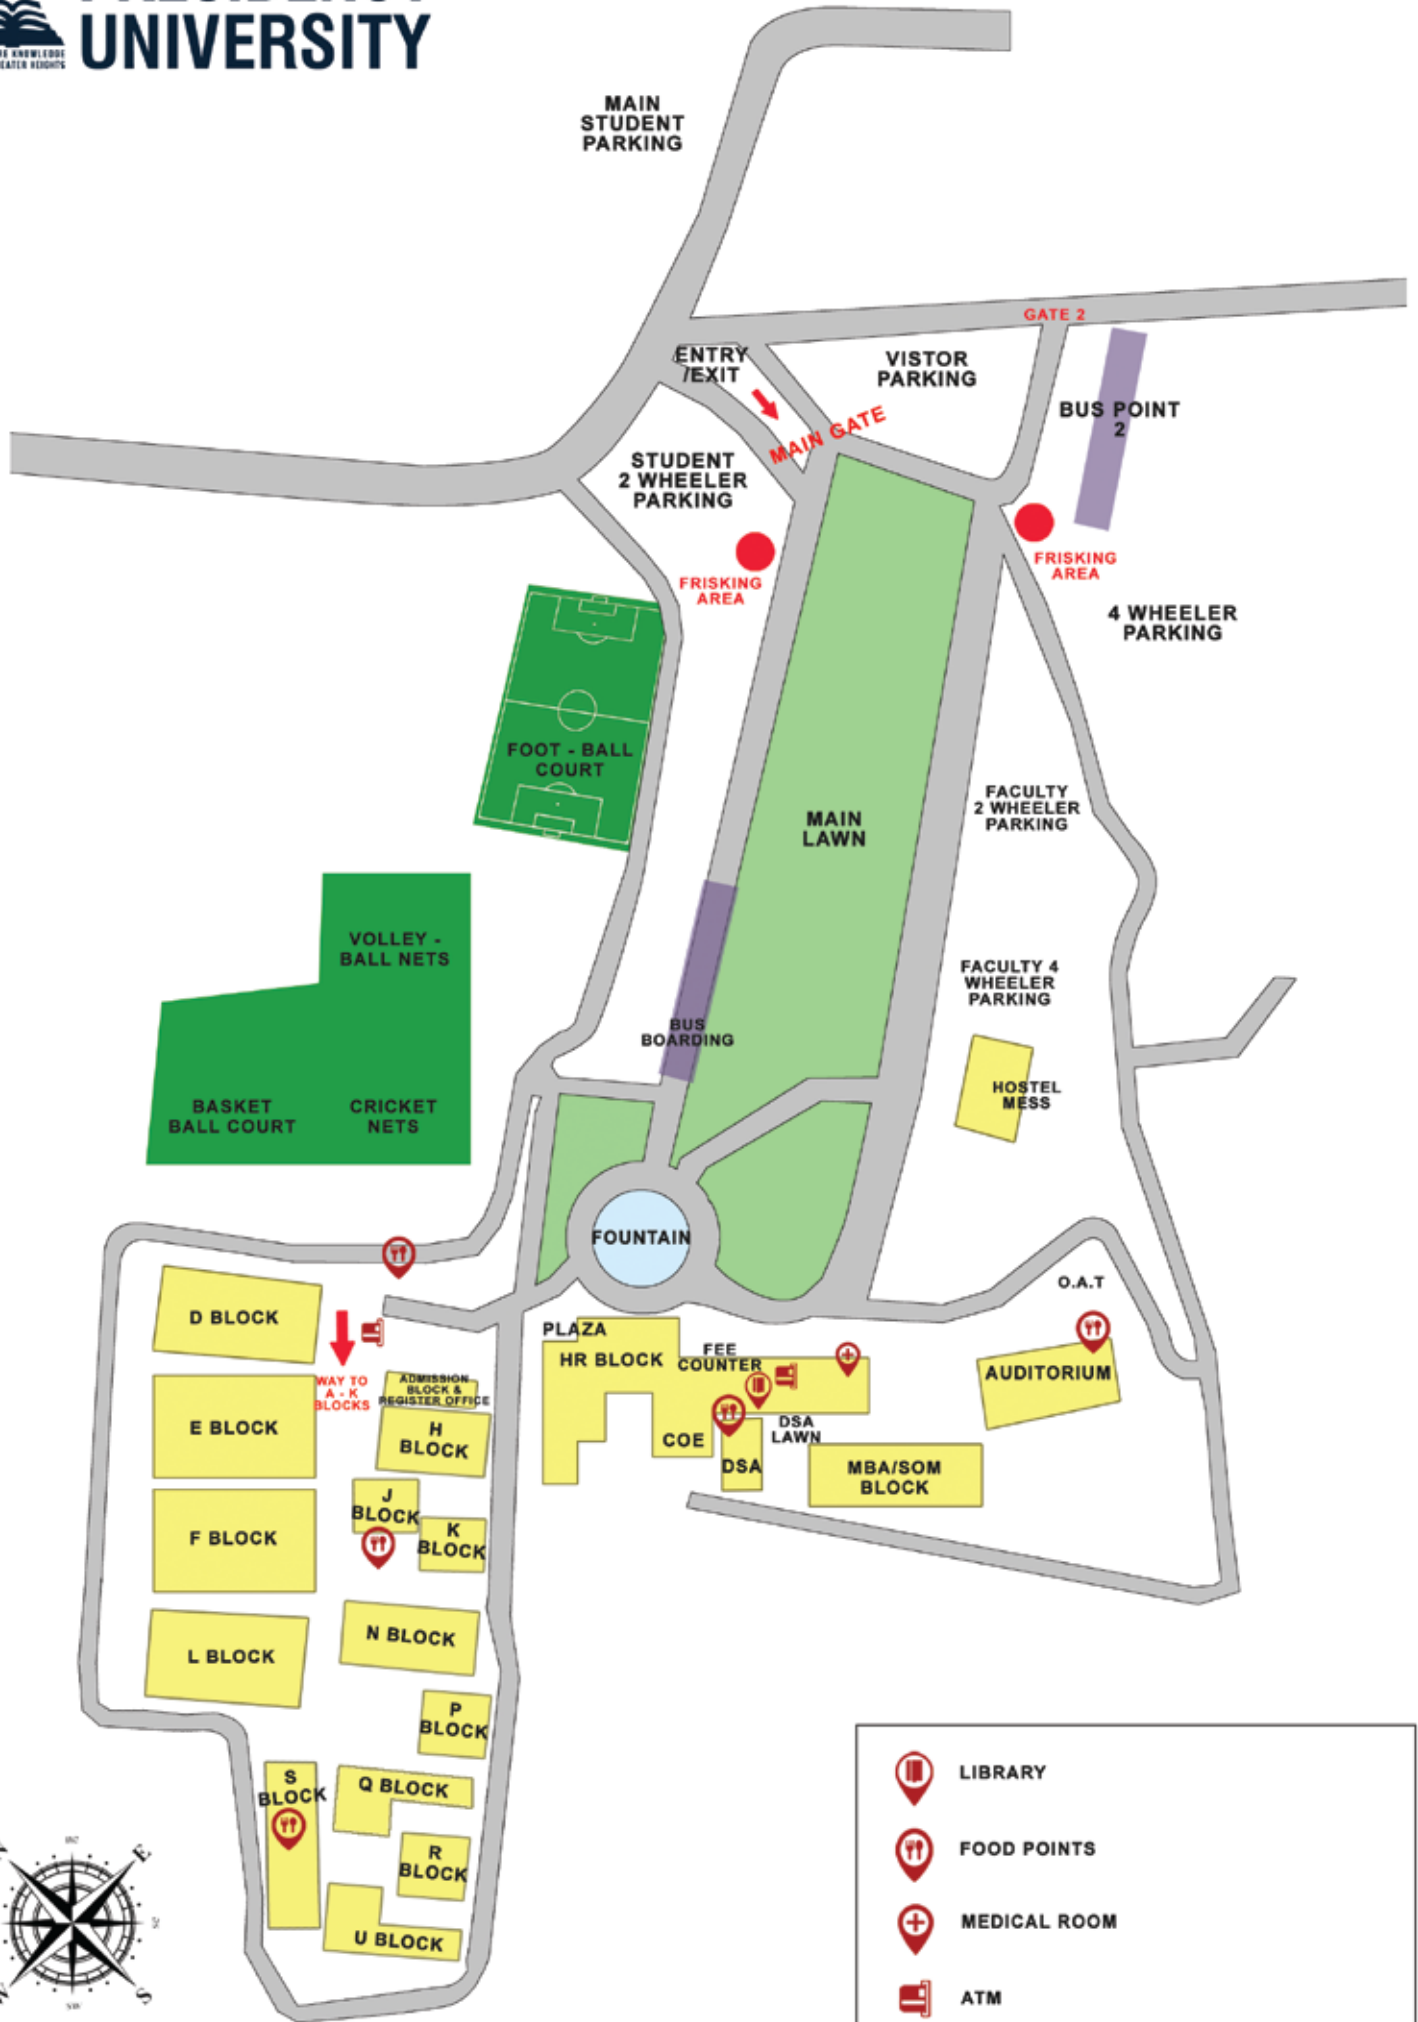 UNIVERSITY
MAIN
STUDENT
PARKING
GATE 2
ENTRY
/EXIT
VISTOR
PARKING
BUS POINT
2
MAIN GATE
STUDENT
2 WHEELER
PARKING
FRISKING
AREA
FRISKING
AREA
4 WHEELER
PARKING
FOOT - BALL
COURT
MAIN
LAWN
FACULTY
2 WHEELER
PARKING
VOLLEY -
BALL NETS
FACULTY 4
WHEELER
PARKING
BUS
BOARDING
HOSTEL
MESS
BASKET
BALL COURT
CRICKET
NETS
FOUNTAIN
O.A.T
D BLOCK
PLAZA
HR BLOCK
FEE
COUNTER
AUDITORIUM
WAY TO
A - K
BLOCKS
ADMISSION
BLOCK &
REGISTER OFFICE
E BLOCK
H
BLOCK
COE
DSA
LAWN
DSA
MBA/SOM
BLOCK
J
BLOCK
K
BLOCK
F BLOCK
N BLOCK
L BLOCK
P
BLOCK
S
BLOCK
Q BLOCK
R
BLOCK
U BLOCK
E
S
LIBRARY
FOOD POINTS
MEDICAL ROOM
ATM